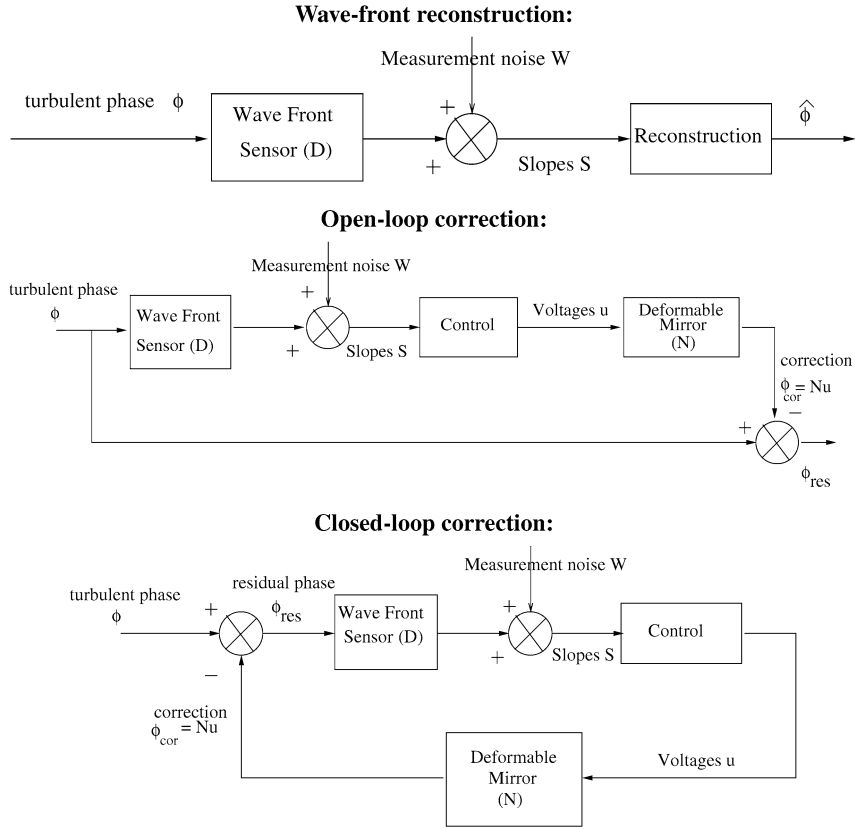 Wave-front reconstruction:
Measurement noise W
turbulent phase ϕ
Wave Front
Sensor (D)
+
+
Slopes S
Reconstruction
ϕ̂
Open-loop correction:
Measurement noise W
turbulent phase
ϕ
Wave Front
Sensor (D)
+
+
Slopes S
Control
Voltages u
Deformable
Mirror
(N)
correction
ϕcor = Nu
−
+
ϕres
Closed-loop correction:
Measurement noise W
turbulent phase
ϕ
+
−
residual phase
ϕres
Wave Front
Sensor (D)
+
+
Slopes S
Control
correction
ϕcor = Nu
Deformable
Mirror
(N)
Voltages u